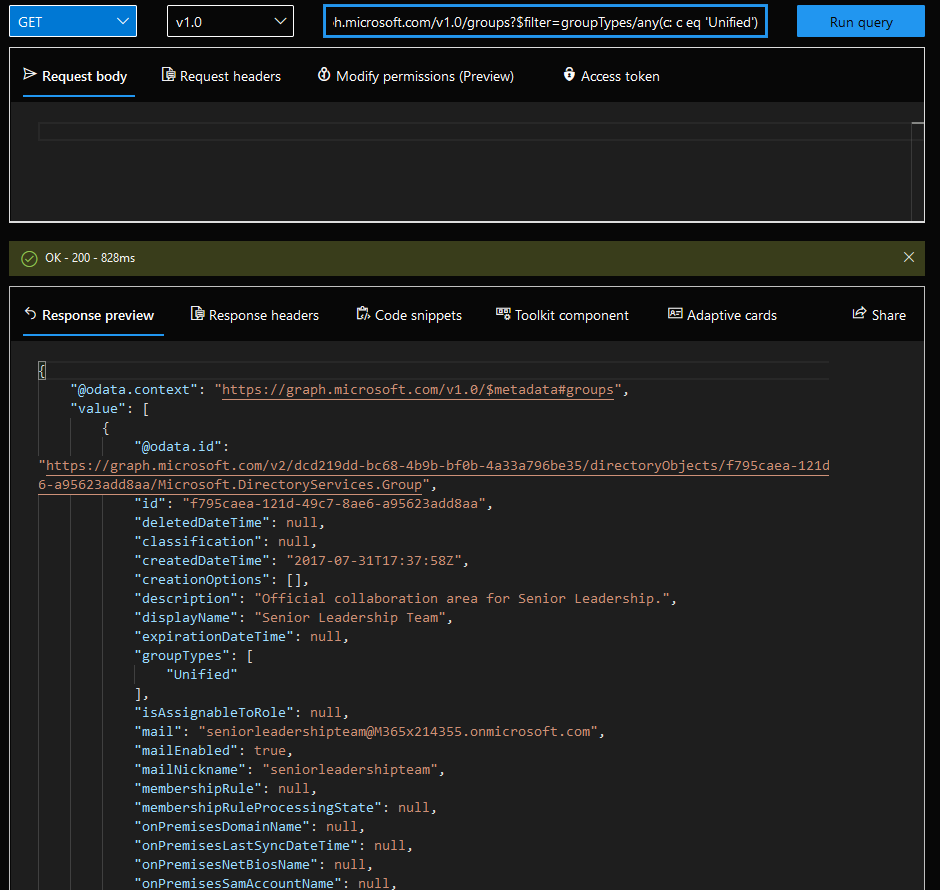 GET v1.0 h.microsoft.com/v1.0/groups?$filter=groupTypes/any(c: c eq 'Unified') Run query
Request body Request headers Modify permissions (Preview) Access token
OK - 200 - 828ms
Response preview Response headers Code snippets Toolkit component Adaptive cards Share
{
"@odata.context": "https://graph.microsoft.com/v1.0/$metadata#groups",
"value": [
{
"@odata.id":
"https://graph.microsoft.com/v2/dcd219dd-bc68-4b9b-bf0b-4a33a796be35/directoryObjects/f795caea-121d
6-a95623add8aa/Microsoft.DirectoryServices.Group",
"id": "f795caea-121d-49c7-8ae6-a95623add8aa",
"deletedDateTime": null,
"classification": null,
"createdDateTime": "2017-07-31T17:37:58Z",
"creationOptions": [],
"description": "Official collaboration area for Senior Leadership.",
"displayName": "Senior Leadership Team",
"expirationDateTime": null,
"groupTypes": [
"Unified"
],
"isAssignableToRole": null,
"mail": "seniorleadershipteam@M365x214355.onmicrosoft.com",
"mailEnabled": true,
"mailNickname": "seniorleadershipteam",
"membershipRule": null,
"membershipRuleProcessingState": null,
"onPremisesDomainName": null,
"onPremisesLastSyncDateTime": null,
"onPremisesNetBiosName": null,
"onPremisesSamAccountName": null,